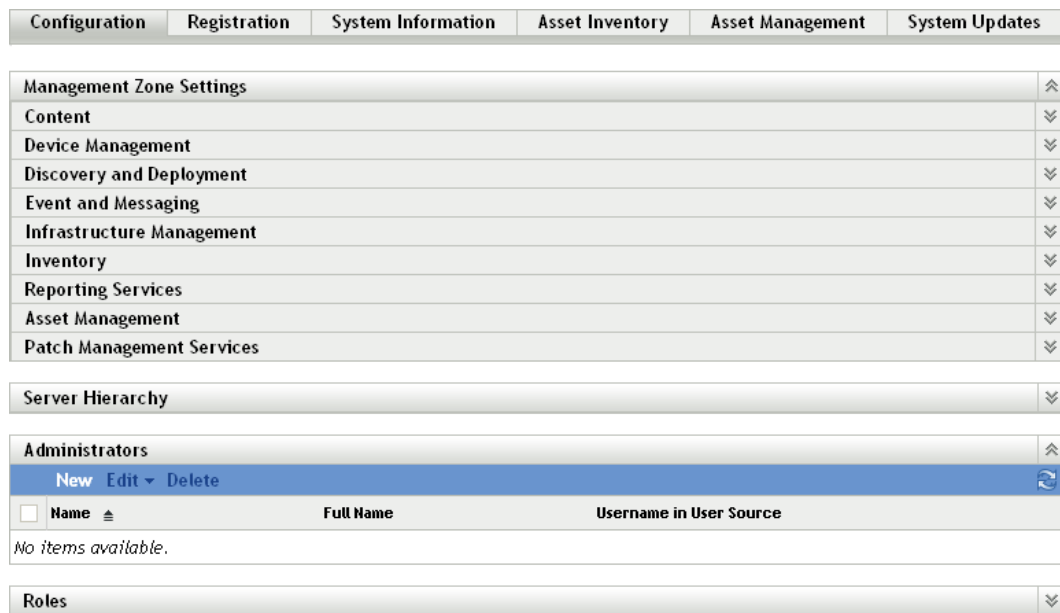 Configuration Registration System Information Asset Inventory Asset Management System Updates
Management Zone Settings
Content
Device Management
Discovery and Deployment
Event and Messaging
Infrastructure Management
Inventory
Reporting Services
Asset Management
Patch Management Services
Server Hierarchy
Administrators
New Edit Delete
Name Full Name Username in User Source
No items available.
Roles